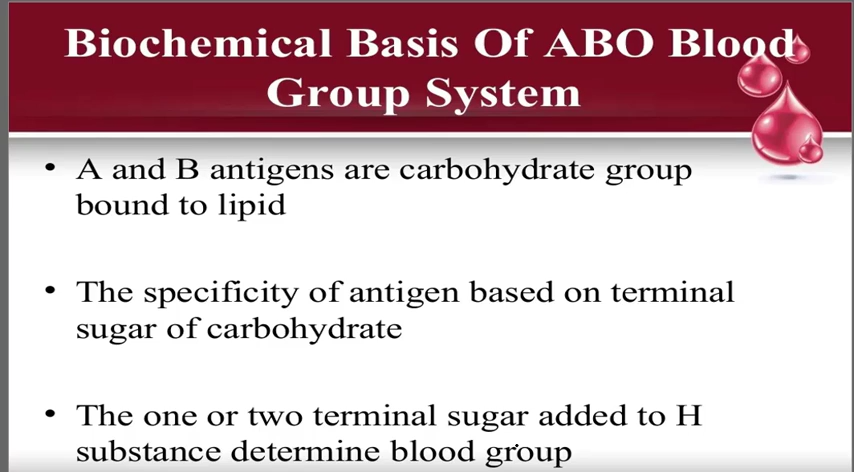 Biochemical Basis Of ABO Blood
Group System
• A and B antigens are carbohydrate group
bound to lipid
• The specificity of antigen based on terminal
sugar of carbohydrate
• The one or two terminal sugar added to H
substance determine blood group